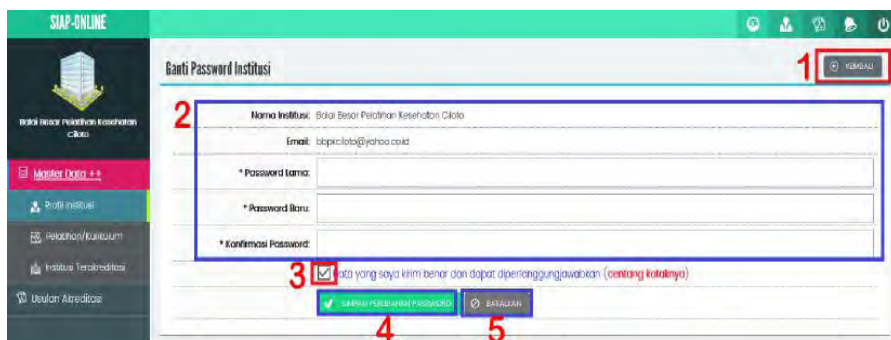 SIAP-ONLINE
Balai Besar Pelatihan Kesehatan Ciloto
Master Data ++
Profil Institusi
Pelatihan/Kurikulum
Institusi Terakreditasi
Usulan Akreditasi
Ganti Password Institusi
1
KEMBALI
2
Nama Institusi: Balai Besar Pelatihan Kesehatan Ciloto
Email: bbpkciloto@yahoo.co.id
* Password Lama:
* Password Baru:
* Konfirmasi Password:
3
Data yang saya kirim benar dan dapat dipertanggungjawabkan (centang kotaknya)
SIMPAN PERUBAHAN PASSWORD
BATALKAN
4
5